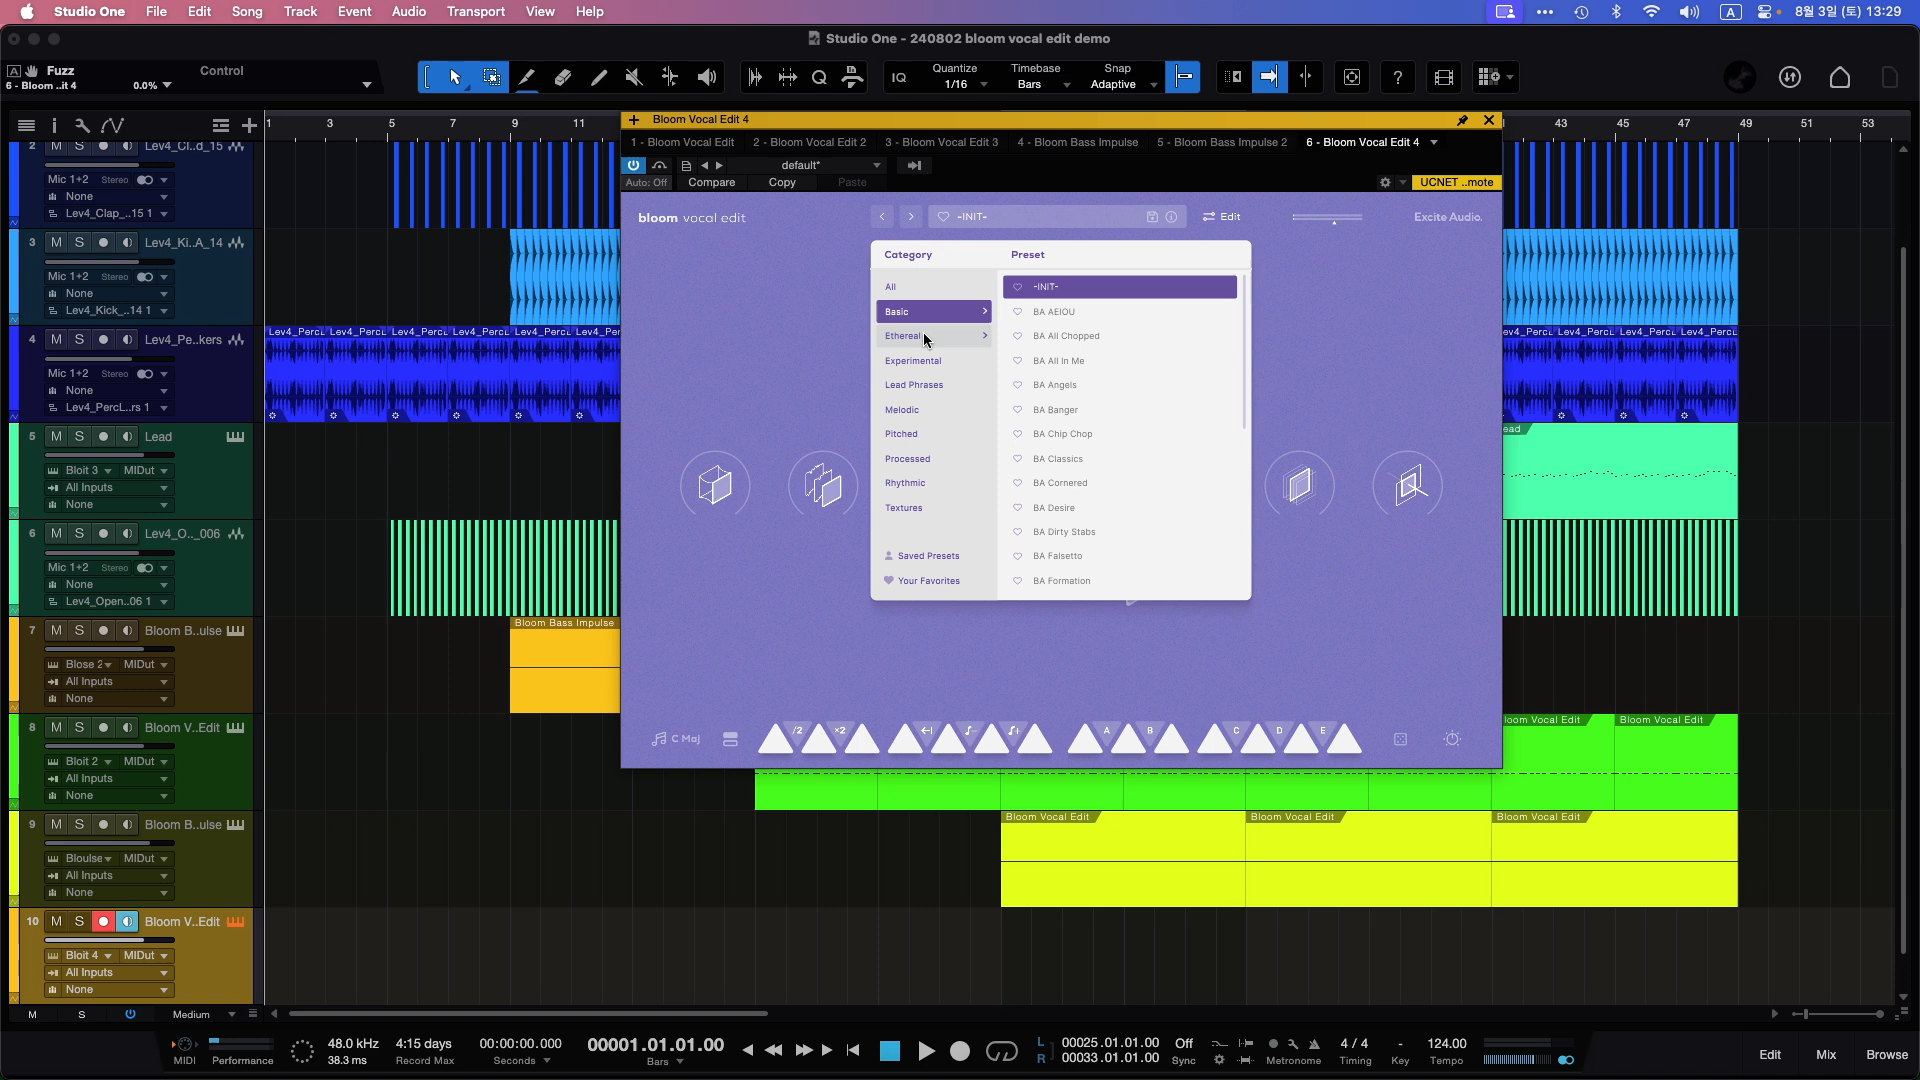 Studio One File Edit Song Track Event Audio Transport View Help
A 8월 3일 (토) 13:29
Studio One - 240802 bloom vocal edit demo
A Fuzz Control
6 - Bloom ..it 4 0.0%
IQ Quantize 1/16 Timebase Bars Snap Adaptive ?
1 3 5 7 9 11
43 45 47 49 51 53
Bloom Vocal Edit 4
1 - Bloom Vocal Edit 2 - Bloom Vocal Edit 2 3 - Bloom Vocal Edit 3 4 - Bloom Bass Impulse 5 - Bloom Bass Impulse 2 6 - Bloom Vocal Edit 4
default*
Auto: Off Compare Copy Paste UCNET ..mote
bloom vocal edit -INIT- Edit Excite Audio.
Category Preset
All
Basic
Ethereal
Experimental
Lead Phrases
Melodic
Pitched
Processed
Rhythmic
Textures
Saved Presets
Your Favorites
-INIT-
BA AEIOU
BA All Chopped
BA All In Me
BA Angels
BA Banger
BA Chip Chop
BA Classics
BA Cornered
BA Desire
BA Dirty Stabs
BA Falsetto
BA Formation
C Maj /2 ×2 A B C D E
2 M S Lev4_Cl..d_15
Mic 1+2 Stereo
None
Lev4_Clap_..15 1
3 M S Lev4_Ki..A_14
Mic 1+2 Stereo
None
Lev4_Kick_..14 1
4 M S Lev4_Pe..kers
Mic 1+2 Stereo
None
Lev4_PercL..rs 1
Lev4_PercL Lev4_PercL Lev4_PercL Lev4_PercL Lev4_PercL Lev4_PercL
ev4_PercL Lev4_PercL Lev4_PercL Lev4_PercL
5 M S Lead
Bloit 3 MIDut
All Inputs
None
ead
6 M S Lev4_O.._006
Mic 1+2 Stereo
None
Lev4_Open..06 1
7 M S Bloom B..ulse
Blose 2 MIDut
All Inputs
None
Bloom Bass Impulse
8 M S Bloom V..Edit
Bloit 2 MIDut
All Inputs
None
loom Vocal Edit Bloom Vocal Edit
9 M S Bloom B..ulse
Bloulse MIDut
All Inputs
None
Bloom Vocal Edit Bloom Vocal Edit Bloom Vocal Edit
10 M S Bloom V..Edit
Bloit 4 MIDut
All Inputs
None
M S Medium
MIDI Performance
48.0 kHz
38.3 ms
4:15 days
Record Max
00:00:00.000
Seconds
00001.01.01.00
Bars
L 00025.01.01.00
R 00033.01.01.00
Off
Sync
Metronome
4 / 4
Timing
-
Key
124.00
Tempo
Edit Mix Browse